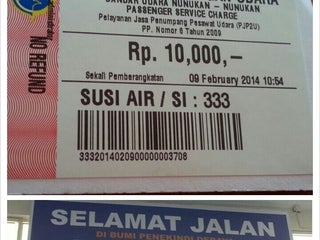 UDARA
BANDAR UDARA NUNUKAN - NUNUKAN
PASSENGER SERVICE CHARGE
Pelayanan Jasa Penumpang Pesawat Udara (PJP2U)
PP. Nomor 6 Tahun 2009
Rp. 10,000,-
Sekali Pemberangkatan 09 February 2014 10:54
SUSI AIR / SI : 333
No REFUND
SELAMAT JALAN
DI BUMI PENEKINDI